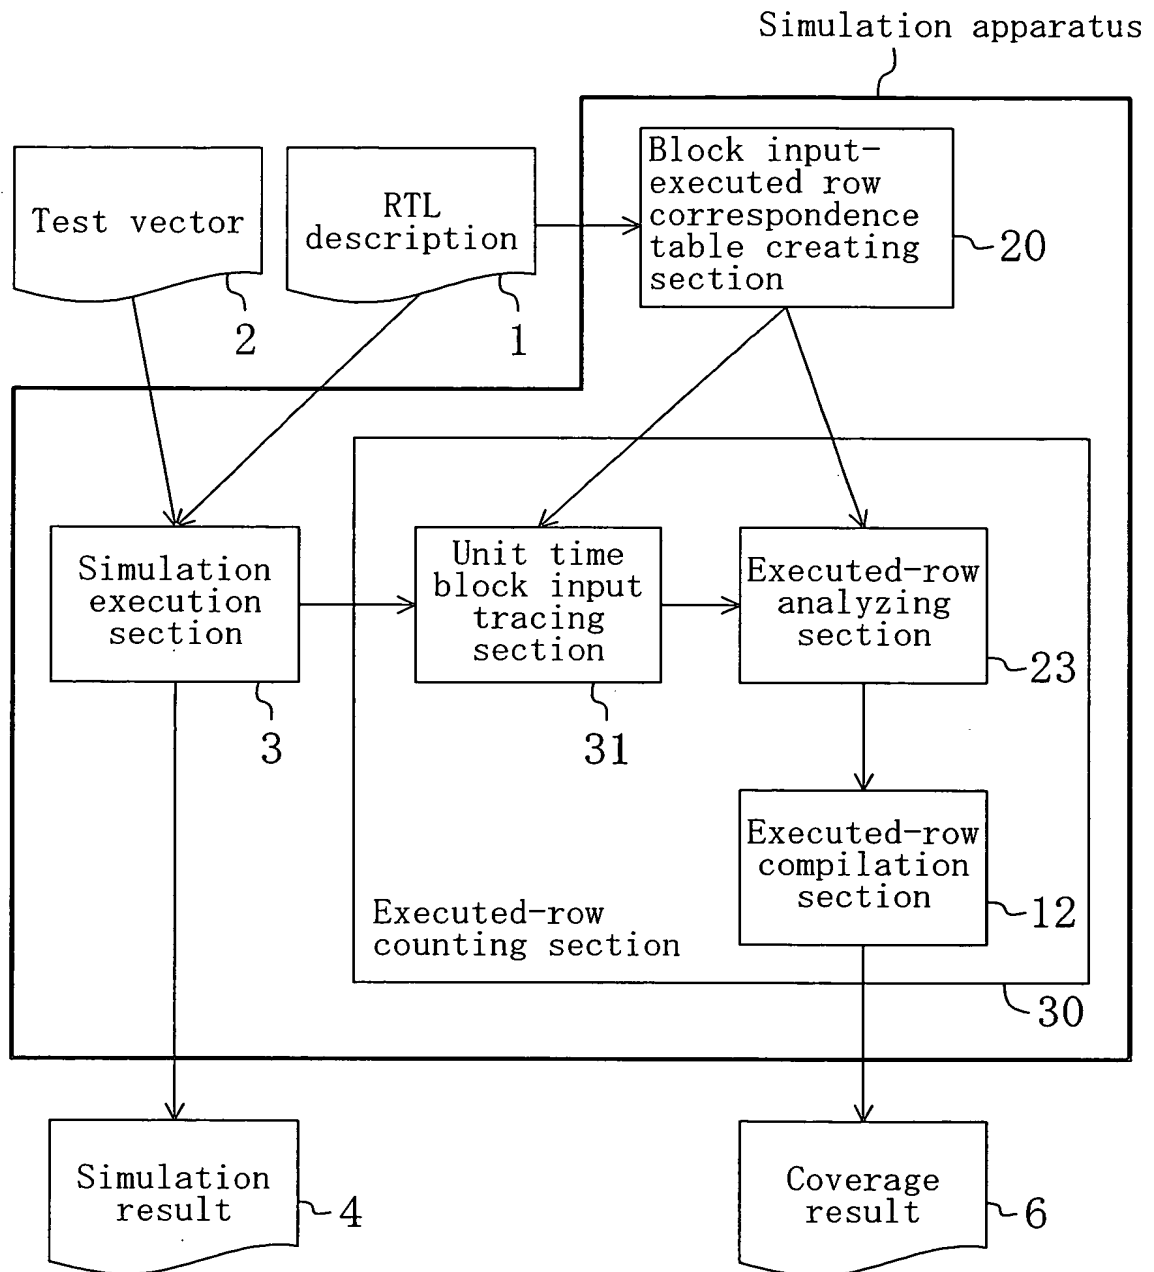 Simulation apparatus
Block input-
executed row
correspondence
table creating
section
20
Test vector
2
RTL
description
1
Simulation
execution
section
3
Unit time
block input
tracing
section
31
Executed-row
analyzing
section
23
Executed-row
compilation
section
12
Executed-row
counting section
30
Simulation
result
4
Coverage
result
6